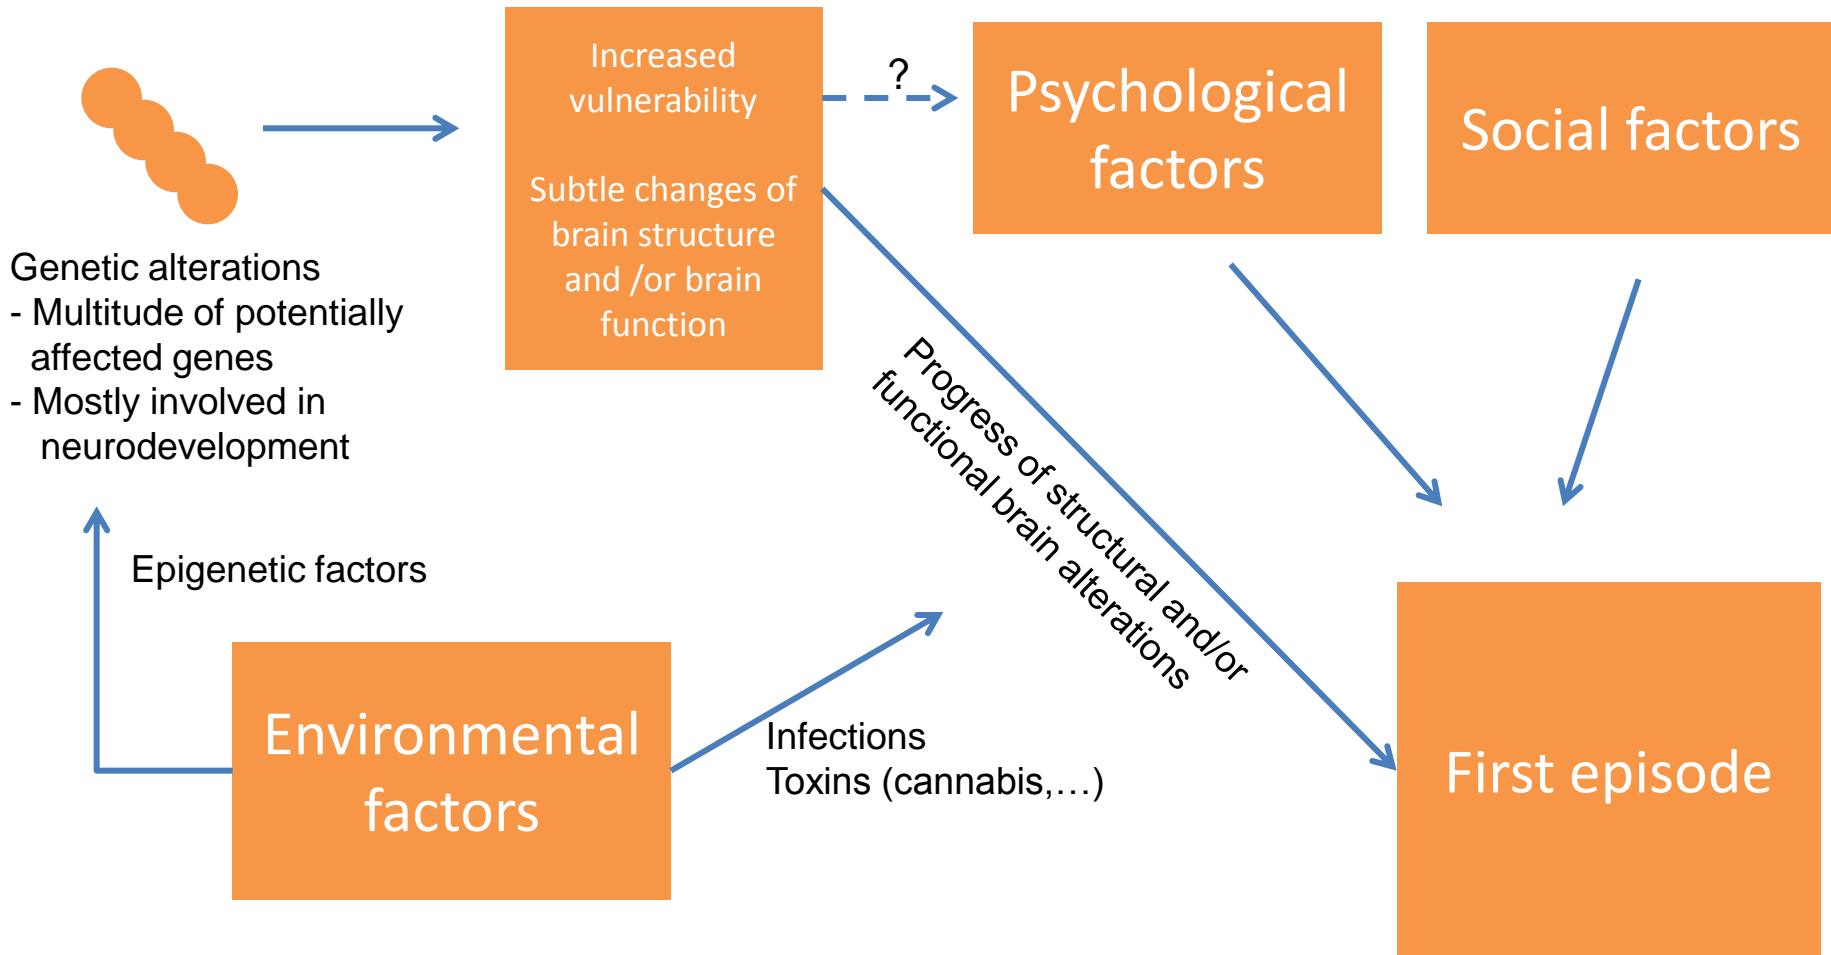 Increased
vulnerability
Subtle changes of
brain structure
and /or brain
function
?
Psychological
factors
Social factors
Genetic alterations
- Multitude of potentially
affected genes
- Mostly involved in
neurodevelopment
Progress of structural and/or
functional brain alterations
Epigenetic factors
Environmental
factors
Infections
Toxins (cannabis,…)
First episode